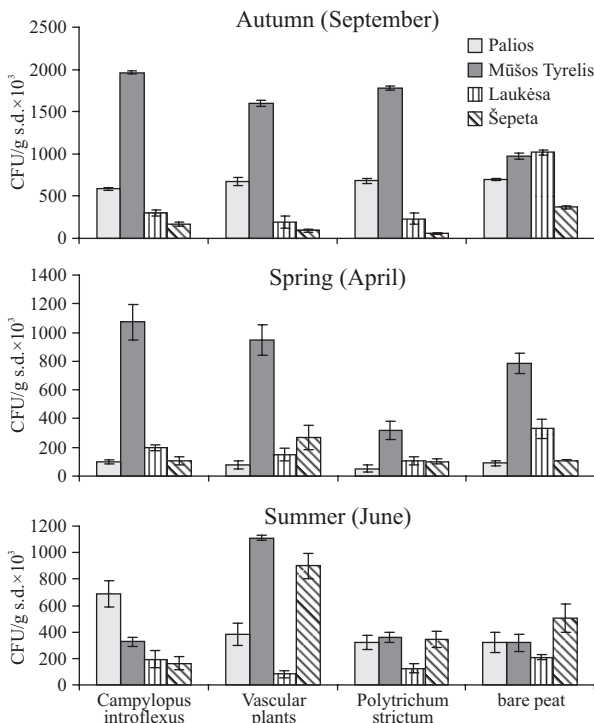 Autumn (September)
2500
2000
1500
1000
500
0
CFU/g s.d.×10³
Palios
Mūšos Tyrelis
Laukėsa
Šepeta
Spring (April)
1400
1200
1000
800
600
400
200
0
CFU/g s.d.×10³
Summer (June)
1200
1000
800
600
400
200
0
CFU/g s.d.×10³
Campylopus
introflexus
Vascular
plants
Polytrichum
strictum
bare peat